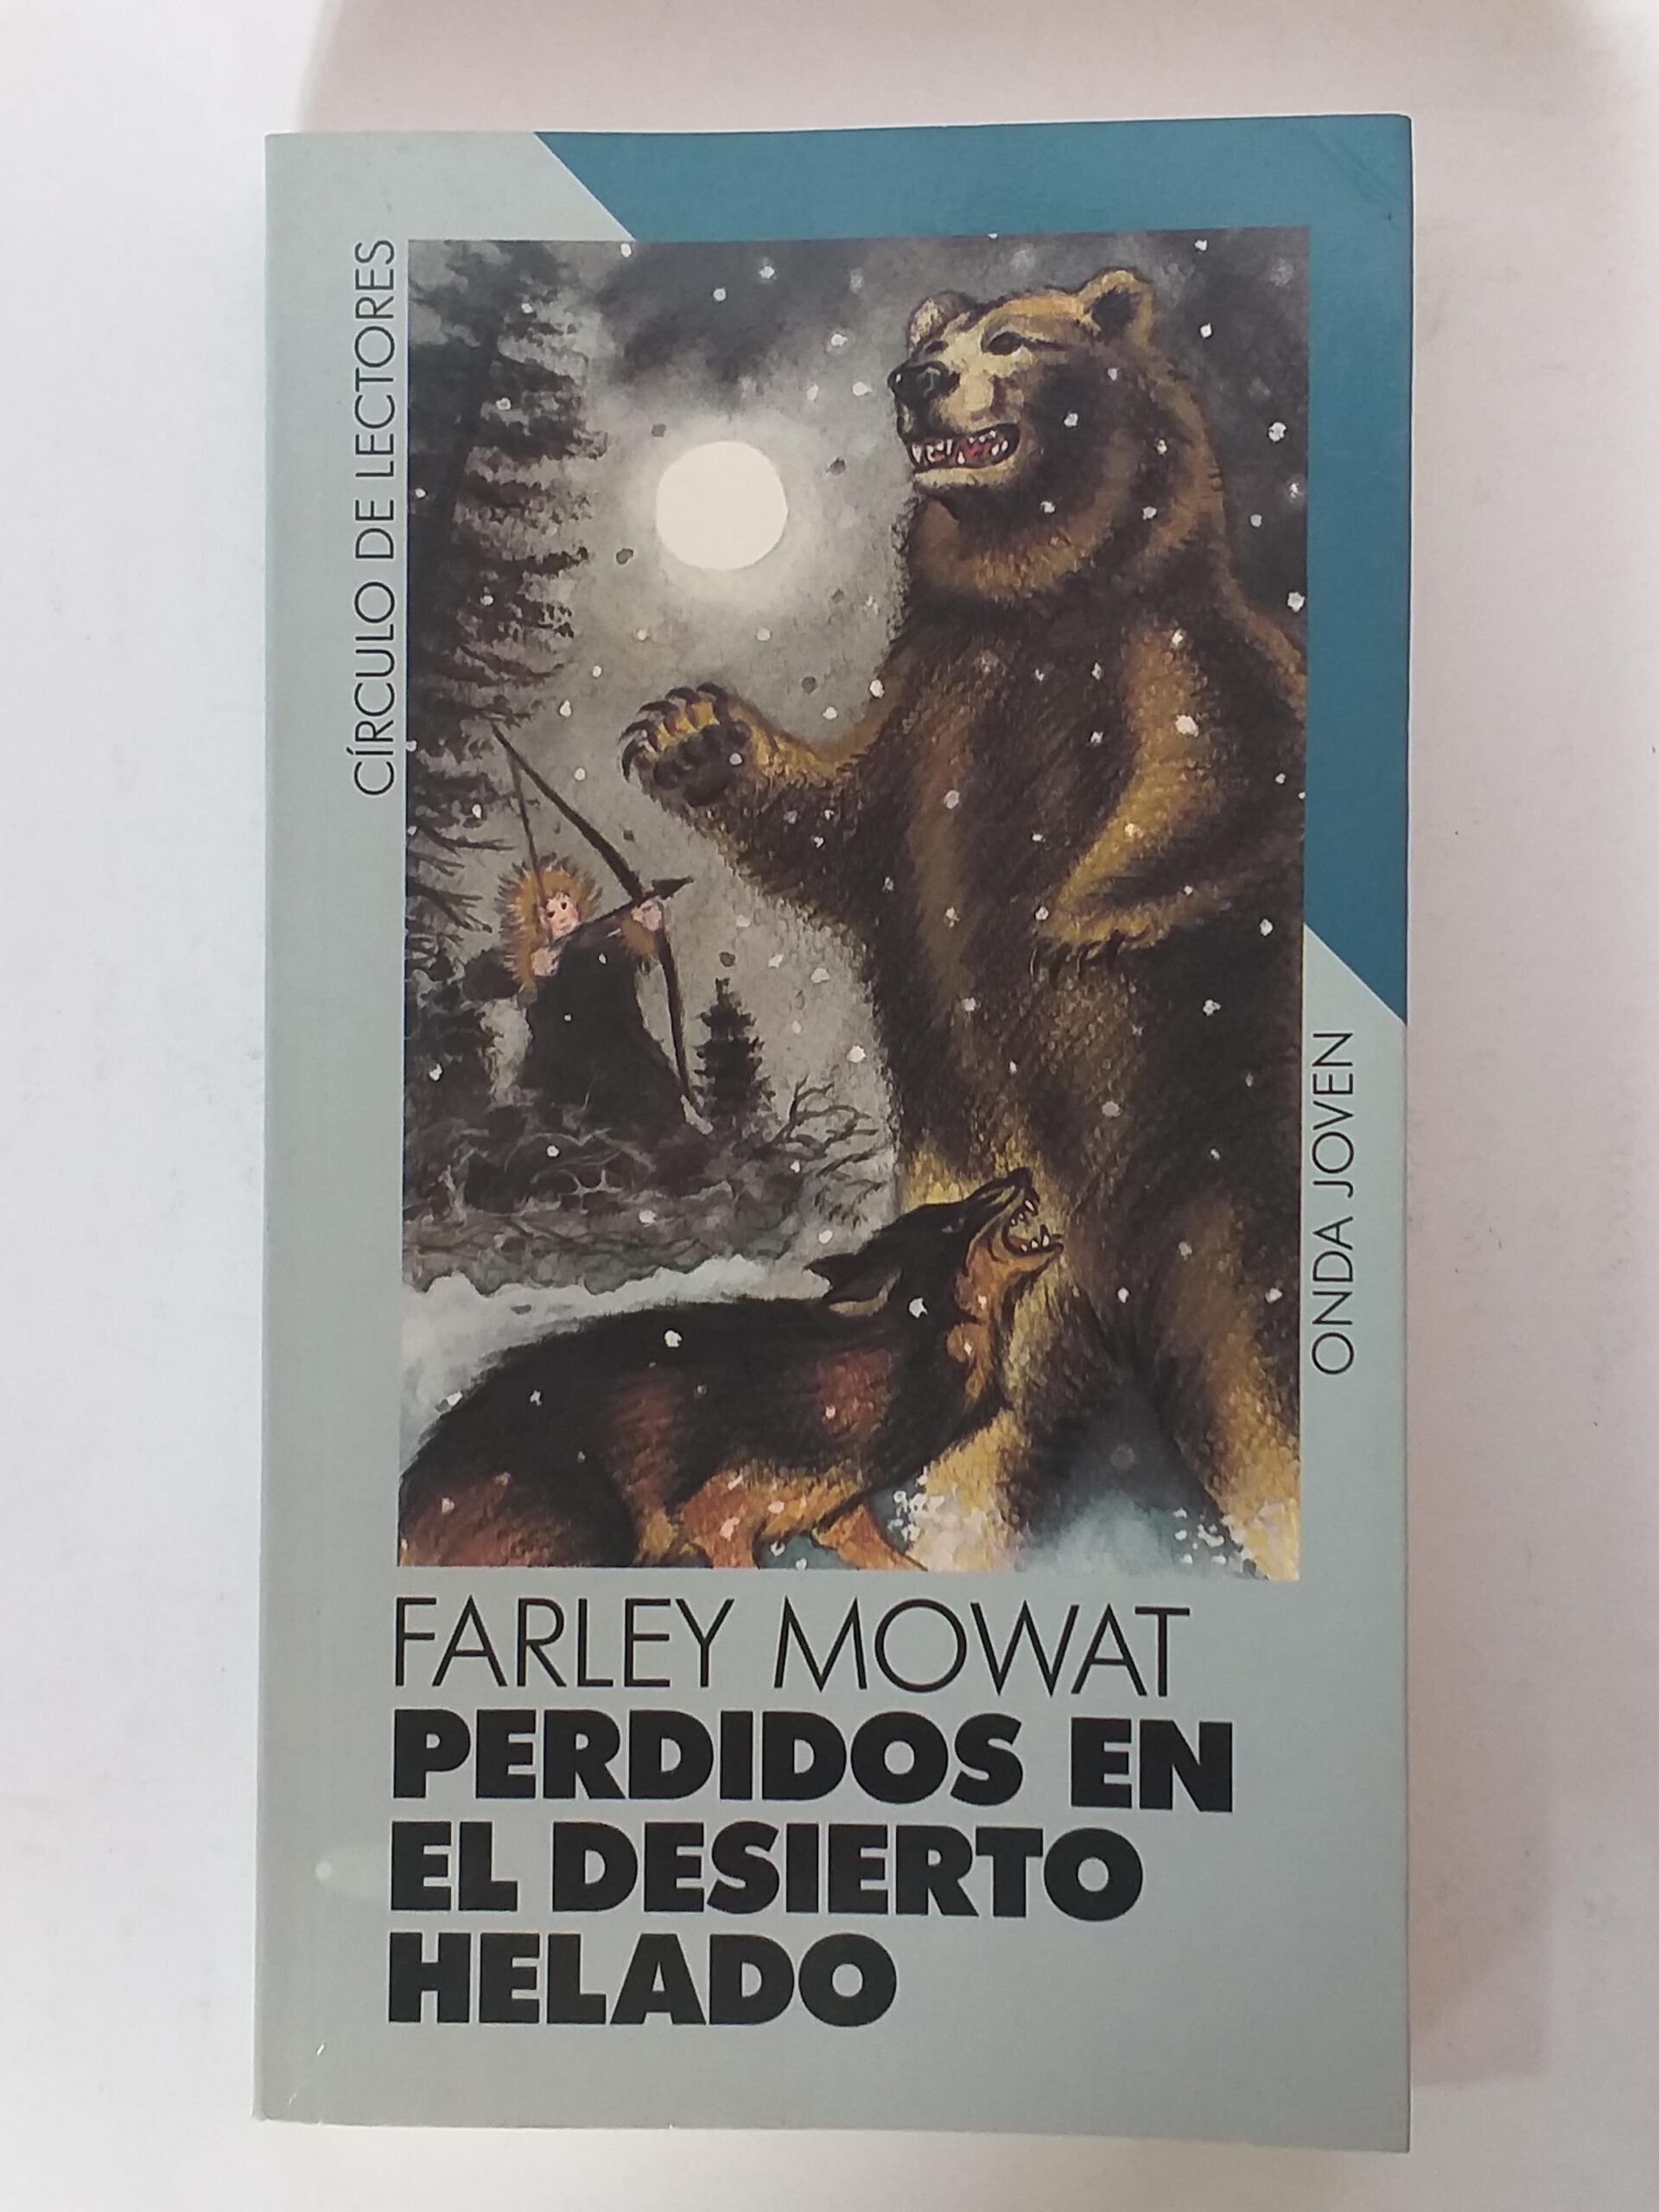 CÍRCULO DE LECTORES
ONDA JOVEN
FARLEY MOWAT
PERDIDOS EN
EL DESIERTO
HELADO